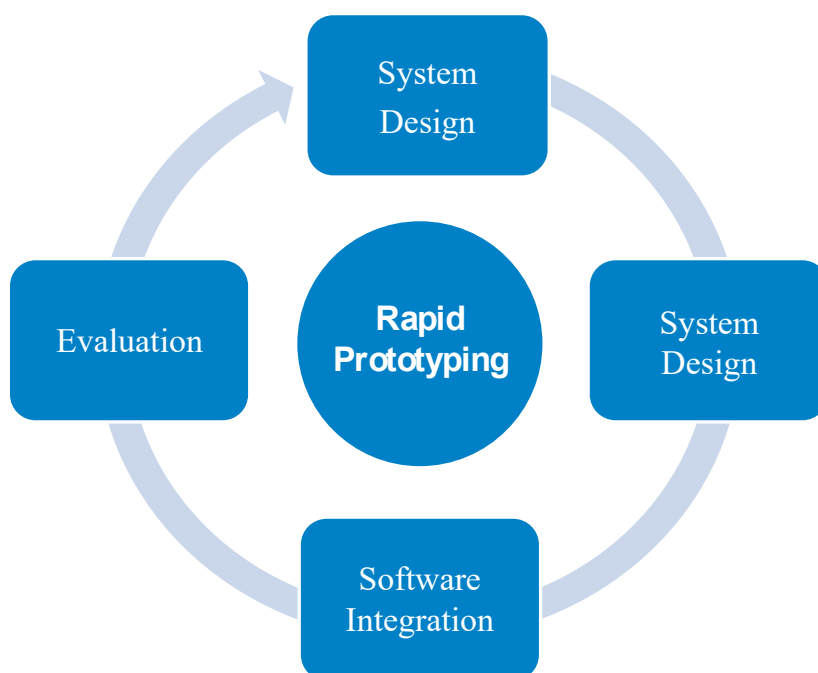 System
Design
System
Design
Software
Integration
Evaluation
Rapid
Prototyping